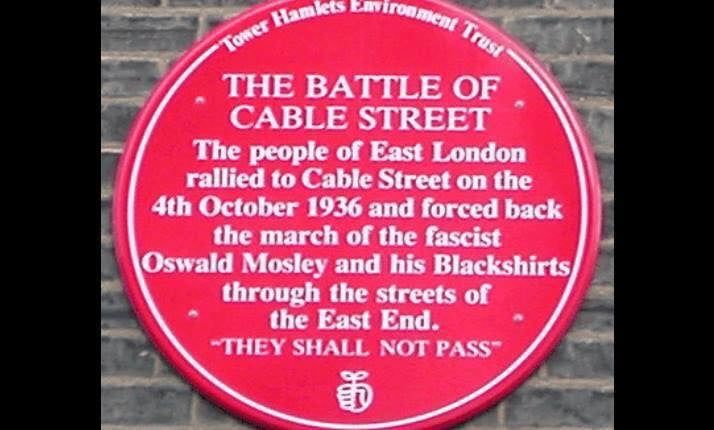 Tower Hamlets Environment Trust
THE BATTLE OF
CABLE STREET
The people of East London
rallied to Cable Street on the
4th October 1936 and forced back
the march of the fascist
Oswald Mosley and his Blackshirts
through the streets of
the East End.
"THEY SHALL NOT PASS"